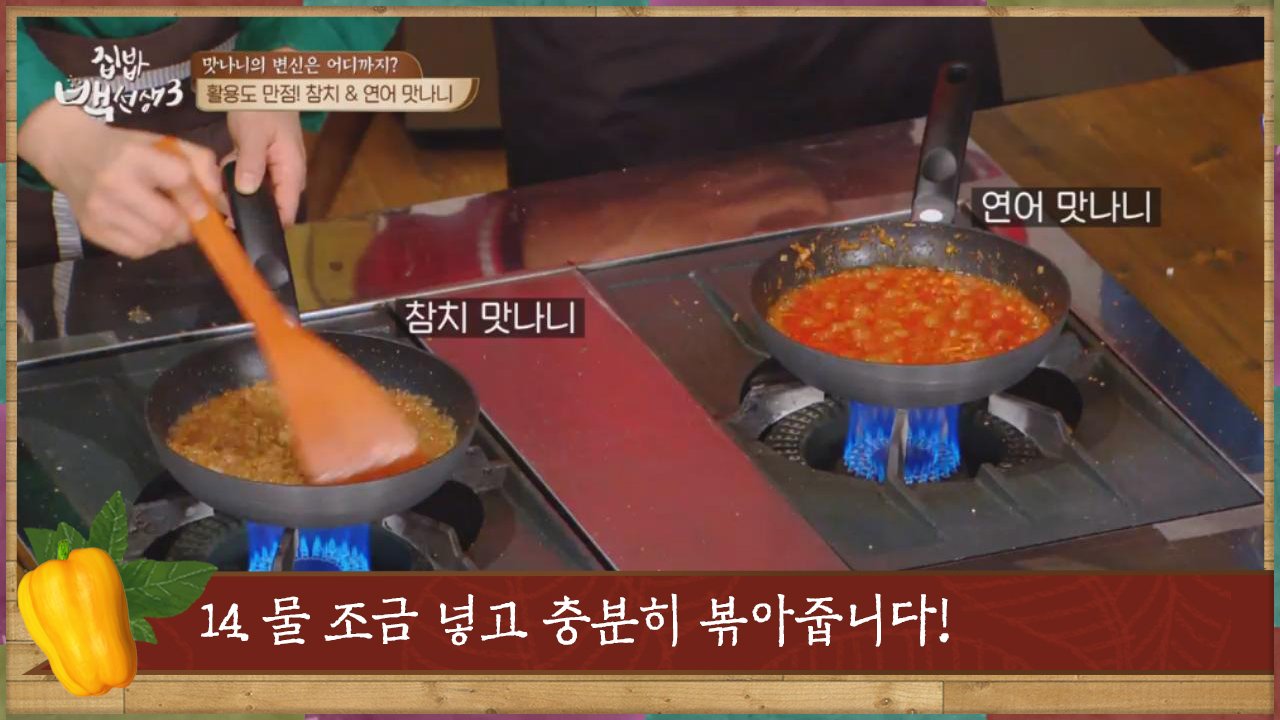 집밥
백선생3
맛나니의 변신은 어디까지?
활용도 만점! 참치 & 연어 맛나니
연어 맛나니
참치 맛나니
14. 물 조금 넣고 충분히 볶아줍니다!